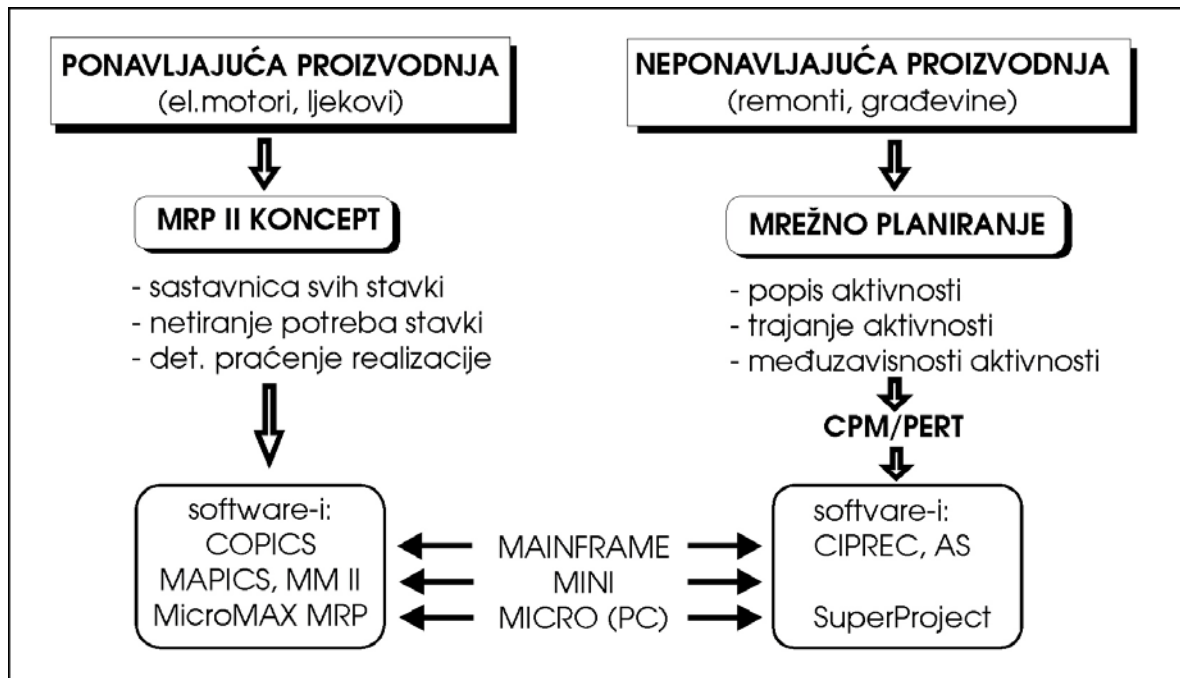 PONAVLJAJUĆA PROIZVODNJA
(el.motori, ljekovi)
MRP II KONCEPT
- sastavnica svih stavki
- netiranje potreba stavki
- det. praćenje realizacije
software-i:
COPICS
MAPICS, MM II
MicroMAX MRP
NEPONAVLJAJUĆA PROIZVODNJA
(remonti, građevine)
MREŽNO PLANIRANJE
- popis aktivnosti
- trajanje aktivnosti
- međuzavisnosti aktivnosti
CPM/PERT
softvare-i:
CIPREC, AS
SuperProject
MAINFRAME
MINI
MICRO (PC)